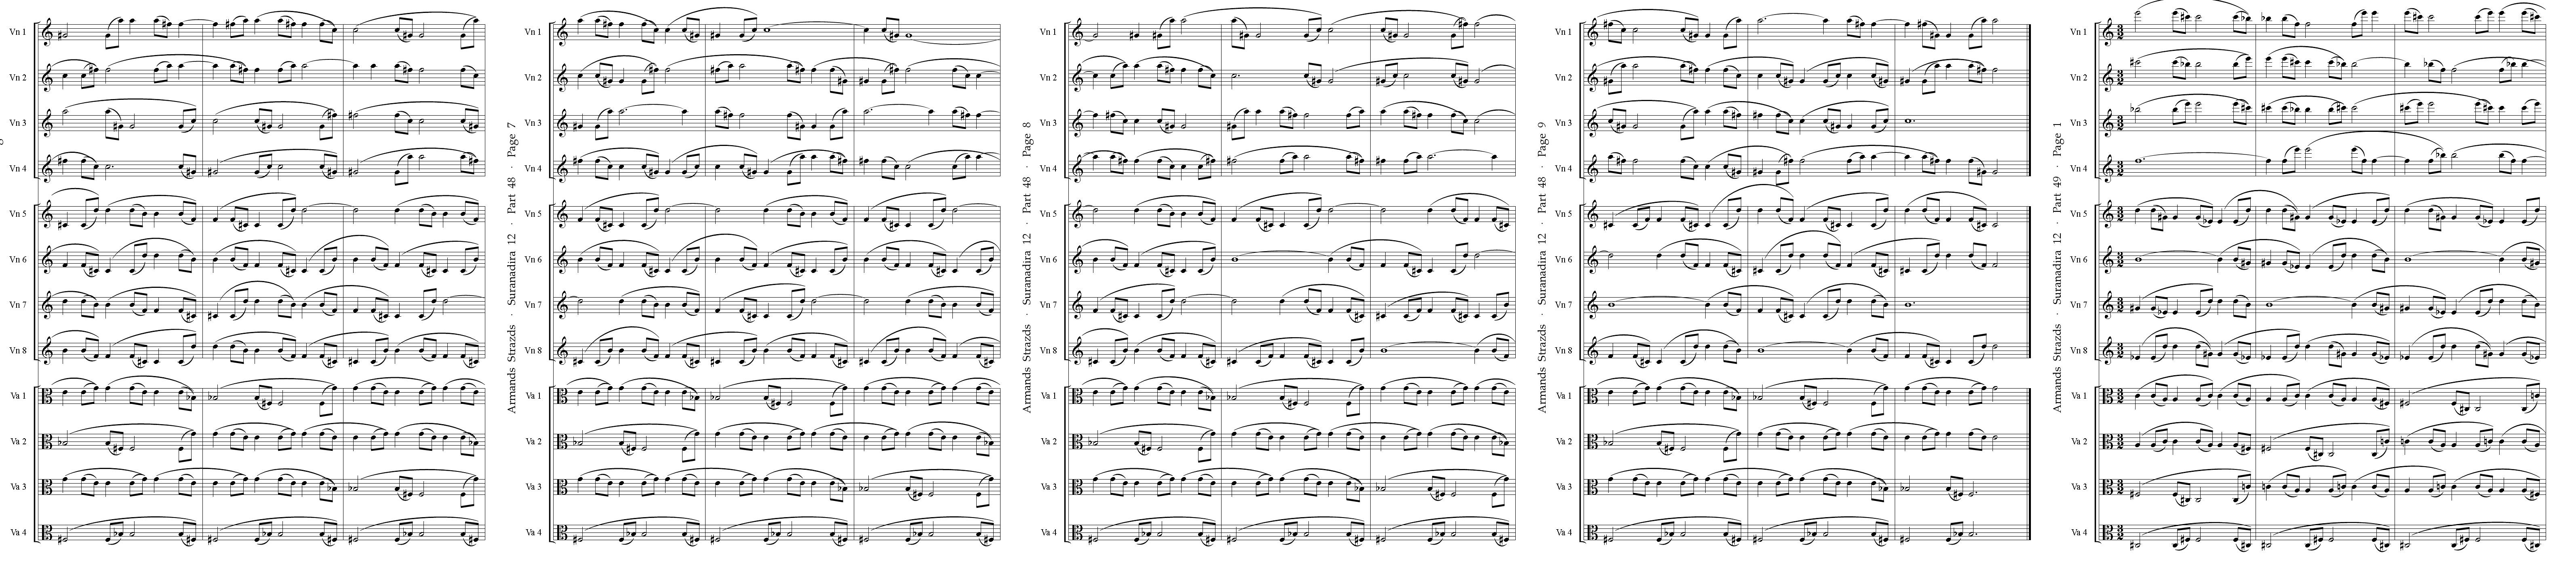 Vn 1
Vn 2
Vn 3
Vn 4
Vn 5
Vn 6
Vn 7
Vn 8
Va 1
Va 2
Va 3
Va 4
Armands Strazds · Suranadira 12 · Part 48 · Page 7
Vn 1
Vn 2
Vn 3
Vn 4
Vn 5
Vn 6
Vn 7
Vn 8
Va 1
Va 2
Va 3
Va 4
Armands Strazds · Suranadira 12 · Part 48 · Page 8
Vn 1
Vn 2
Vn 3
Vn 4
Vn 5
Vn 6
Vn 7
Vn 8
Va 1
Va 2
Va 3
Va 4
Armands Strazds · Suranadira 12 · Part 48 · Page 9
Vn 1
Vn 2
Vn 3
Vn 4
Vn 5
Vn 6
Vn 7
Vn 8
Va 1
Va 2
Va 3
Va 4
Armands Strazds · Suranadira 12 · Part 49 · Page 1
Vn 1
Vn 2
Vn 3
Vn 4
Vn 5
Vn 6
Vn 7
Vn 8
Va 1
Va 2
Va 3
Va 4